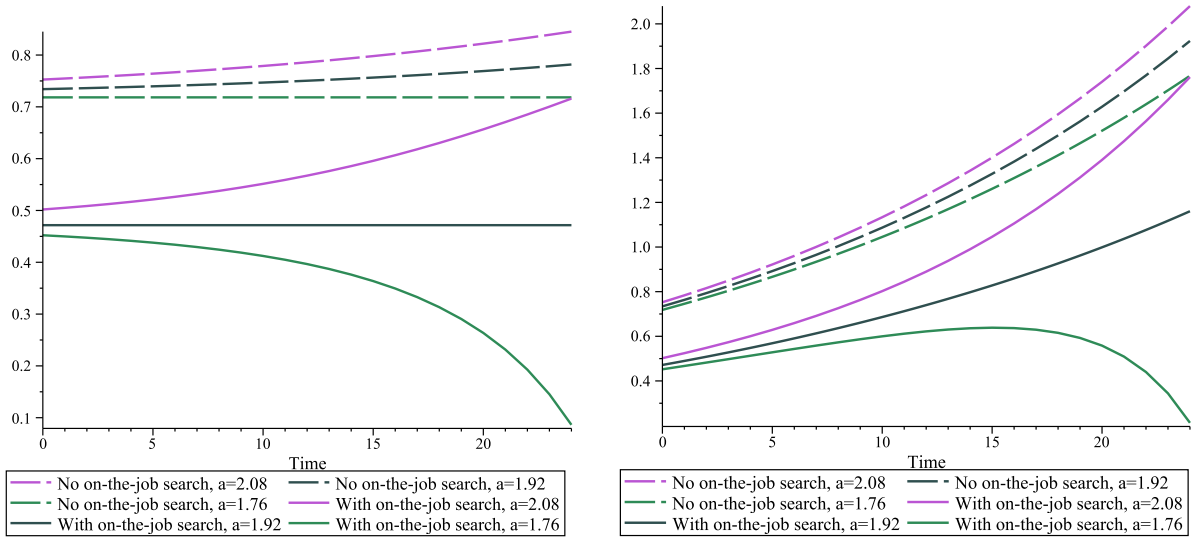 0.8
0.7
0.6
0.5
0.4
0.3
0.2
0.1
0 5 10 15 20
Time
No on-the-job search, a=2.08 No on-the-job search, a=1.92
No on-the-job search, a=1.76 With on-the-job search, a=2.08
With on-the-job search, a=1.92 With on-the-job search, a=1.76
2.0
1.8
1.6
1.4
1.2
1.0
0.8
0.6
0.4
0 5 10 15 20
Time
No on-the-job search, a=2.08 No on-the-job search, a=1.92
No on-the-job search, a=1.76 With on-the-job search, a=2.08
With on-the-job search, a=1.92 With on-the-job search, a=1.76